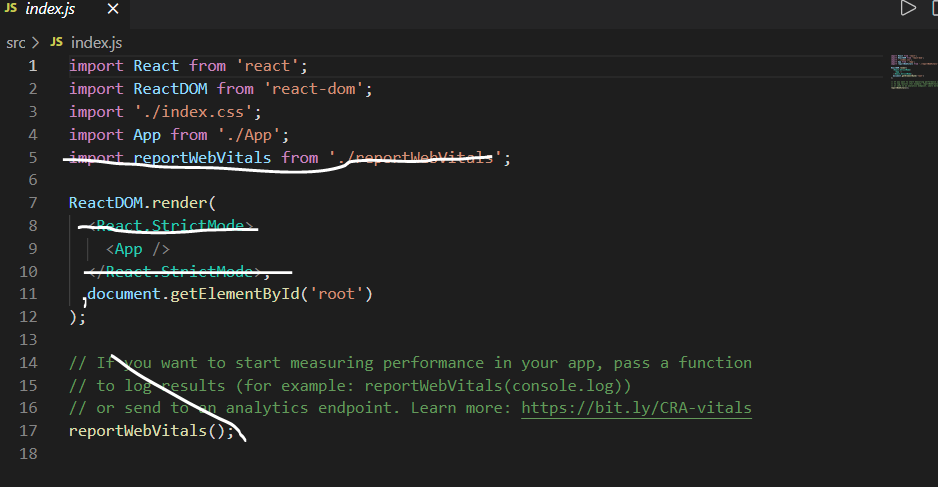 JS index.js ×
src > JS index.js
1 import React from 'react';
2 import ReactDOM from 'react-dom';
3 import './index.css';
4 import App from './App';
5 import reportWebVitals from './reportWebVitals';
6
7 ReactDOM.render(
8 <React.StrictMode>
9 <App />
10 </React.StrictMode>,
11 ,document.getElementById('root')
12 );
13
14 // If you want to start measuring performance in your app, pass a function
15 // to log results (for example: reportWebVitals(console.log))
16 // or send to an analytics endpoint. Learn more: https://bit.ly/CRA-vitals
17 reportWebVitals();
18